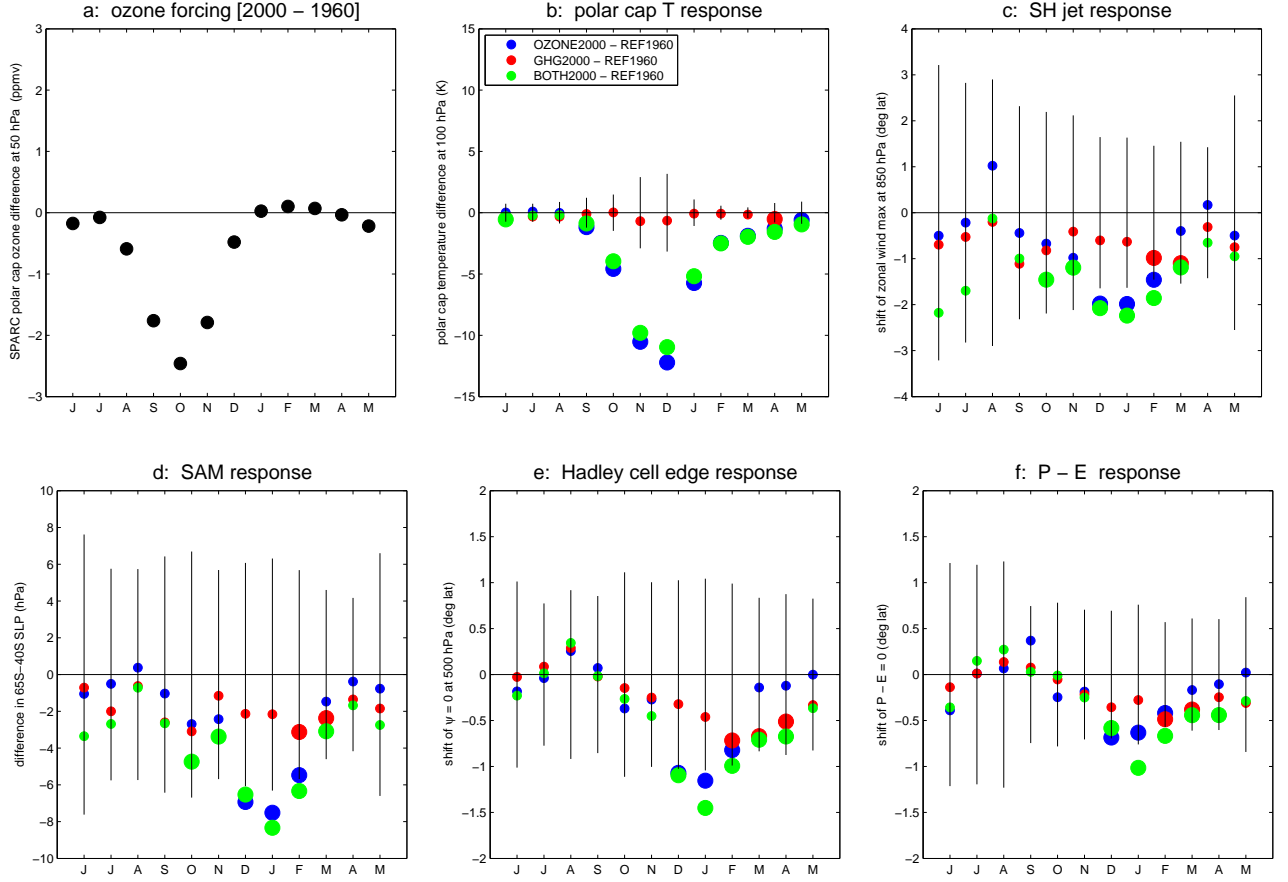 a: ozone forcing [2000 − 1960]
SPARC polar cap ozone difference at 50 hPa (ppmv)
3
2
1
0
−1
−2
−3
J J A S O N D J F M A M
b: polar cap T response
polar cap temperature difference at 100 hPa (K)
15
10
5
0
−5
−10
−15
OZONE2000 − REF1960
GHG2000 − REF1960
BOTH2000 − REF1960
J J A S O N D J F M A M
c: SH jet response
shift of zonal wind max at 850 hPa (deg lat)
4
3
2
1
0
−1
−2
−3
−4
J J A S O N D J F M A M
d: SAM response
difference in 65S−40S SLP (hPa)
10
8
6
4
2
0
−2
−4
−6
−8
−10
J J A S O N D J F M A M
e: Hadley cell edge response
shift of ψ = 0 at 500 hPa (deg lat)
2
1.5
1
0.5
0
−0.5
−1
−1.5
−2
J J A S O N D J F M A M
f: P − E response
shift of P − E = 0 (deg lat)
2
1.5
1
0.5
0
−0.5
−1
−1.5
−2
J J A S O N D J F M A M